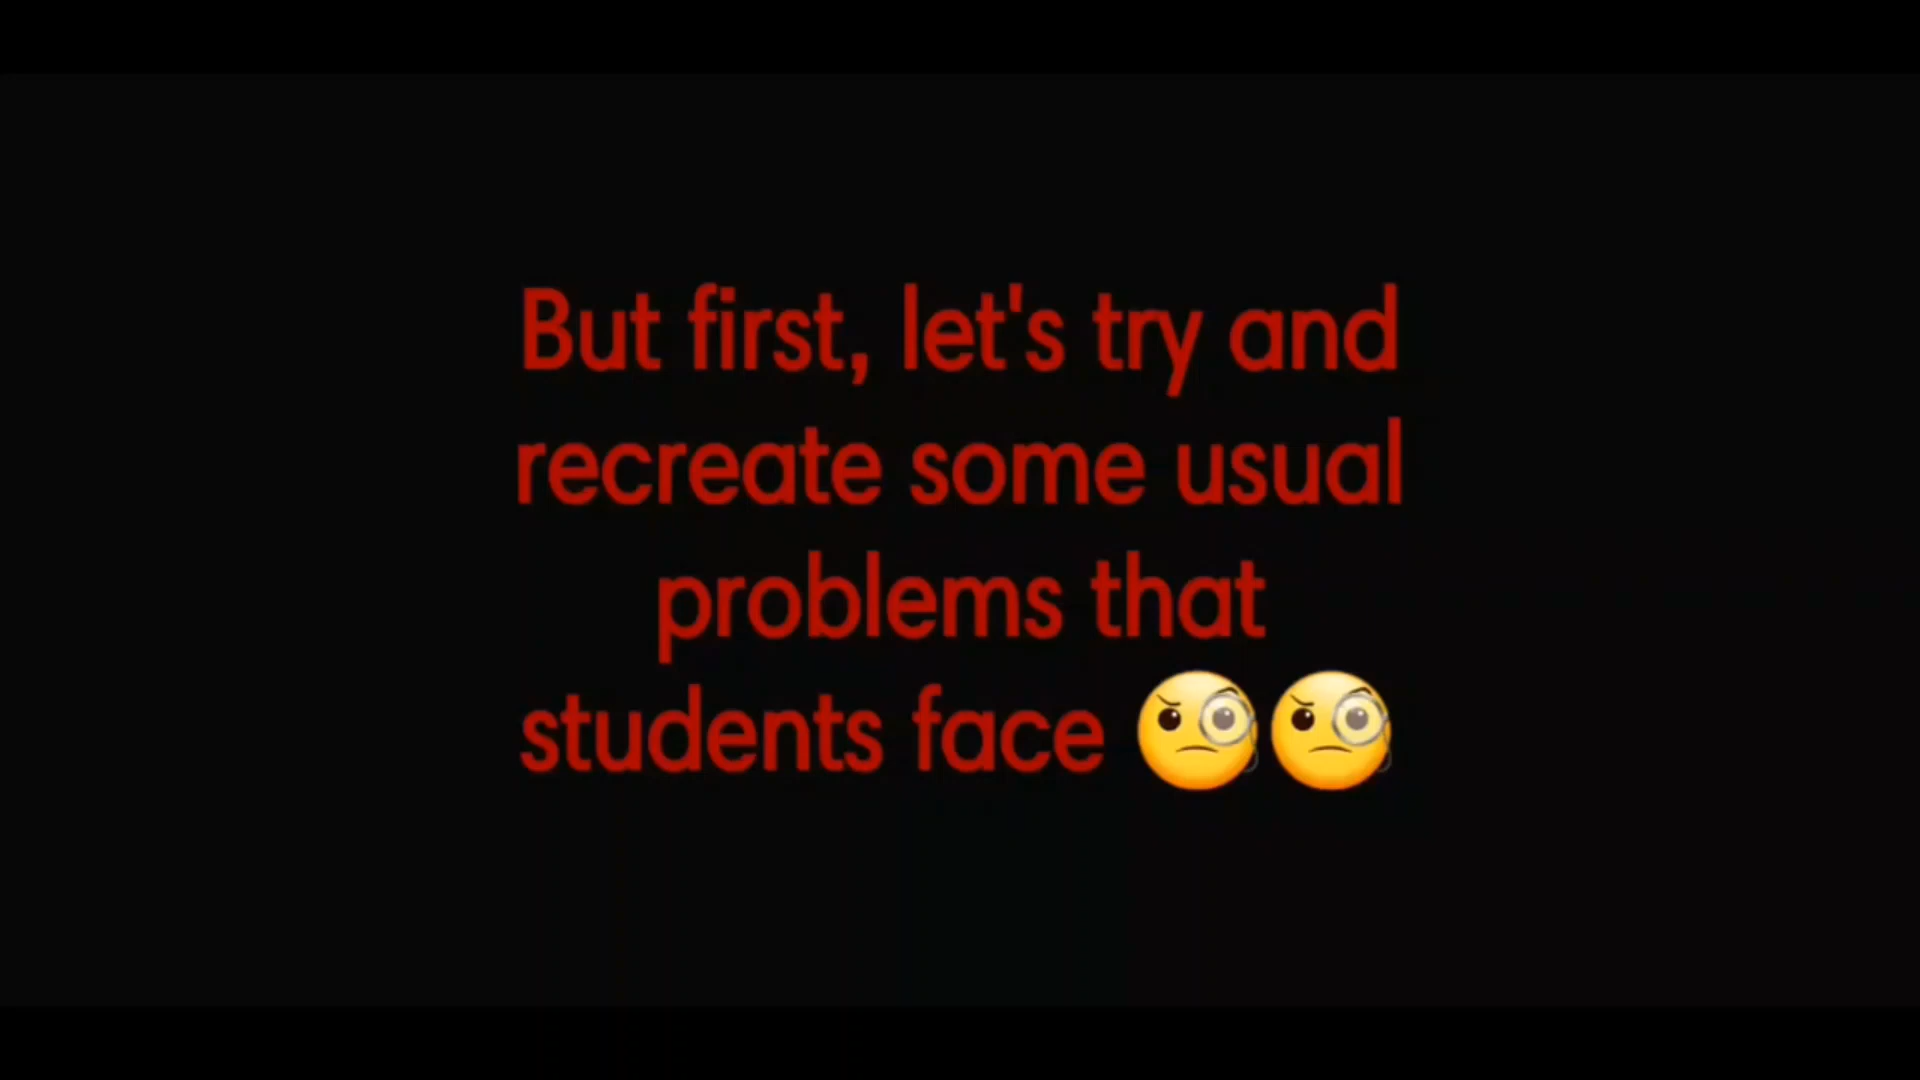 But first, let's try and
recreate some usual
problems that
students face 🧐🧐